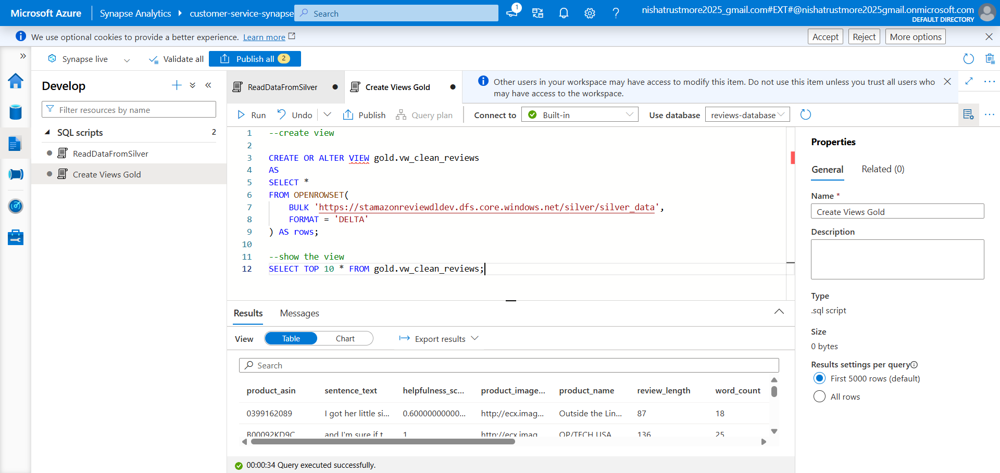 Microsoft Azure
Synapse Analytics
customer-service-synapse
Search
1
nishatrustmore2025_gmail.com#EXT#@nishatrustmore2025gmail.onmicrosoft.com
DEFAULT DIRECTORY
We use optional cookies to provide a better experience. Learn more
Accept
Reject
More options
Synapse live
Validate all
Publish all 2
Develop
Filter resources by name
SQL scripts 2
ReadDataFromSilver
Create Views Gold
ReadDataFromSilver
Create Views Gold
Other users in your workspace may have access to modify this item. Do not use this item unless you trust all users who
may have access to the workspace.
Run
Undo
Publish
Query plan
Connect to
Built-in
Use database
reviews-database
1 --create view
2
3 CREATE OR ALTER VIEW gold.vw_clean_reviews
4 AS
5 SELECT *
6 FROM OPENROWSET(
7 BULK 'https://stamazonreviewdldev.dfs.core.windows.net/silver/silver_data',
8 FORMAT = 'DELTA'
9 ) AS rows;
10
11 --show the view
12 SELECT TOP 10 * FROM gold.vw_clean_reviews;
Results
Messages
View
Table
Chart
Export results
Search
product_asin sentence_text helpfulness_sc... product_image... product_name review_length word_count
0399162089 I got her little si... 0.60000000000... http://ecx.imag... Outside the Lin... 87 18
B00092KD9C and I'm sure if t 1 http://ecx.imag OP/TECH USA 136 25
00:00:34 Query executed successfully.
Properties
General
Related (0)
Name *
Create Views Gold
Description
Type
.sql script
Size
0 bytes
Results settings per query
First 5000 rows (default)
All rows